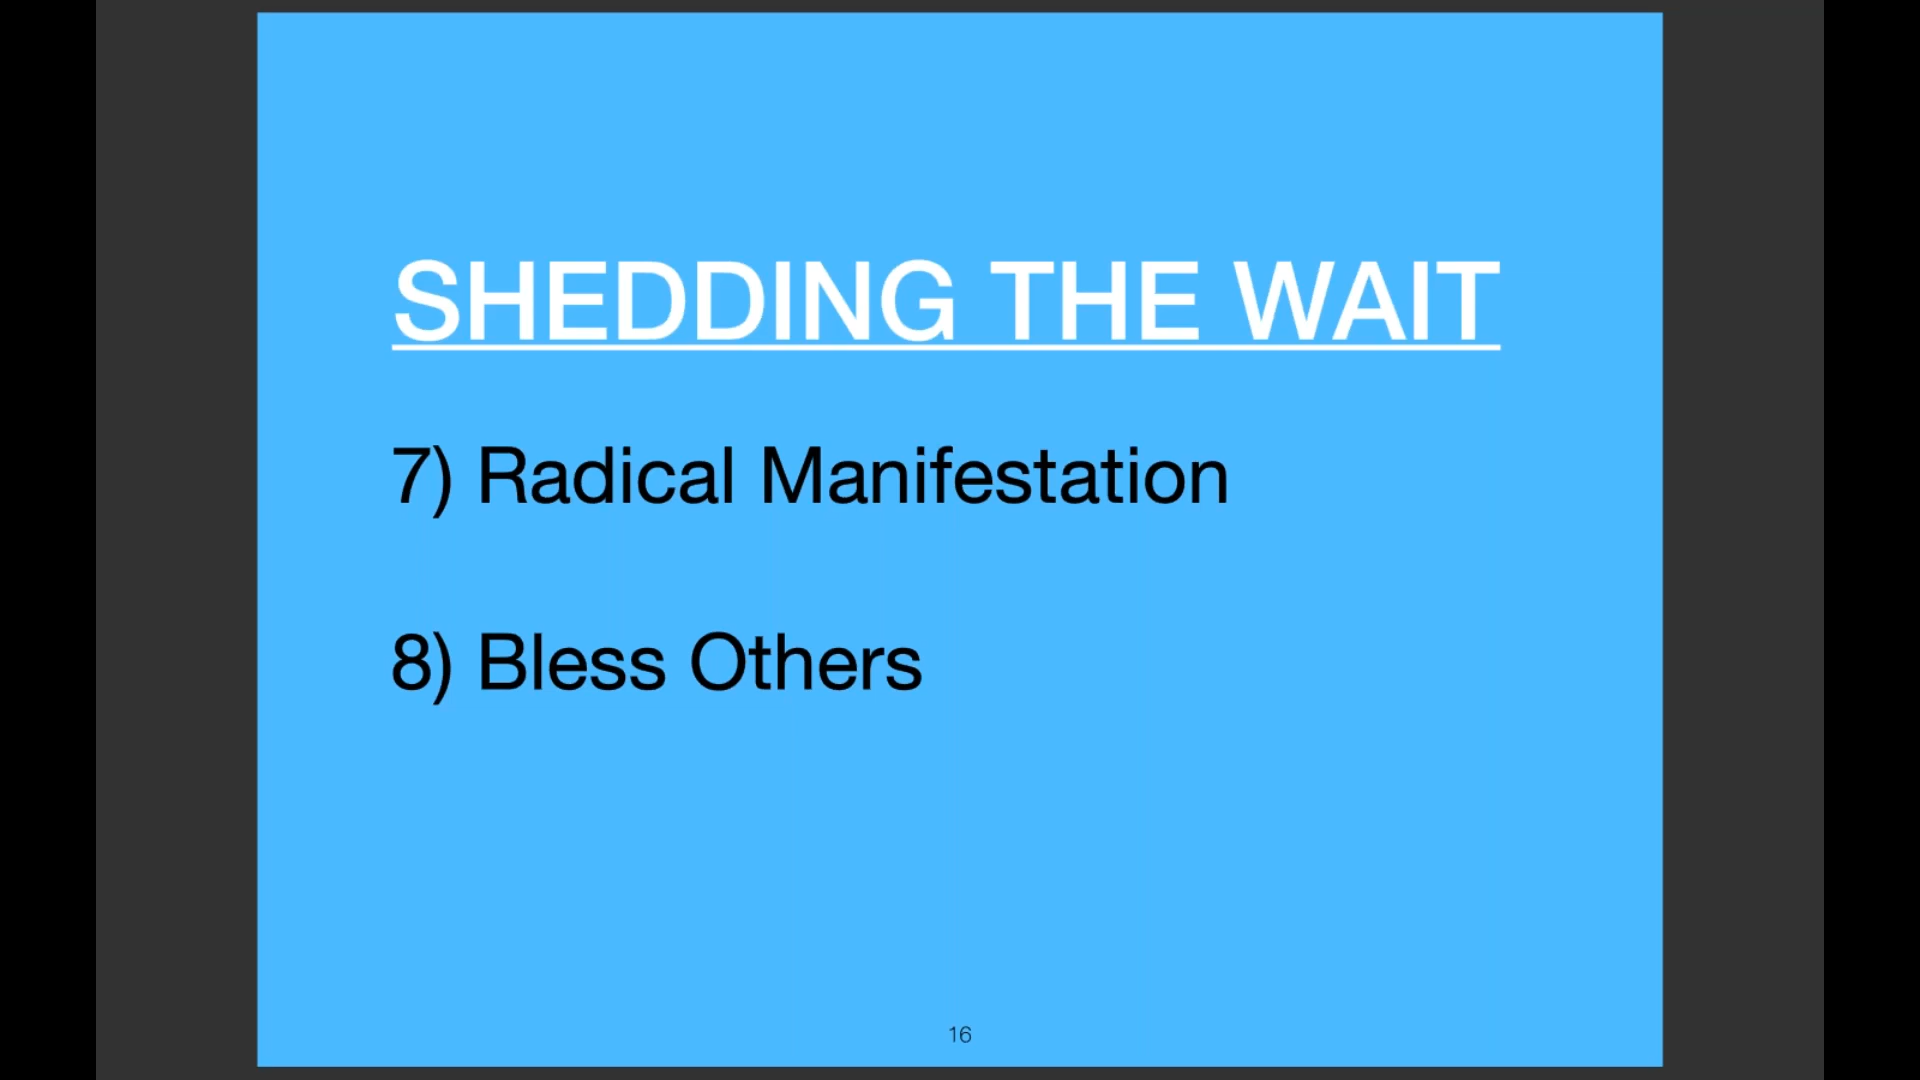 SHEDDING THE WAIT
7) Radical Manifestation
8) Bless Others
16